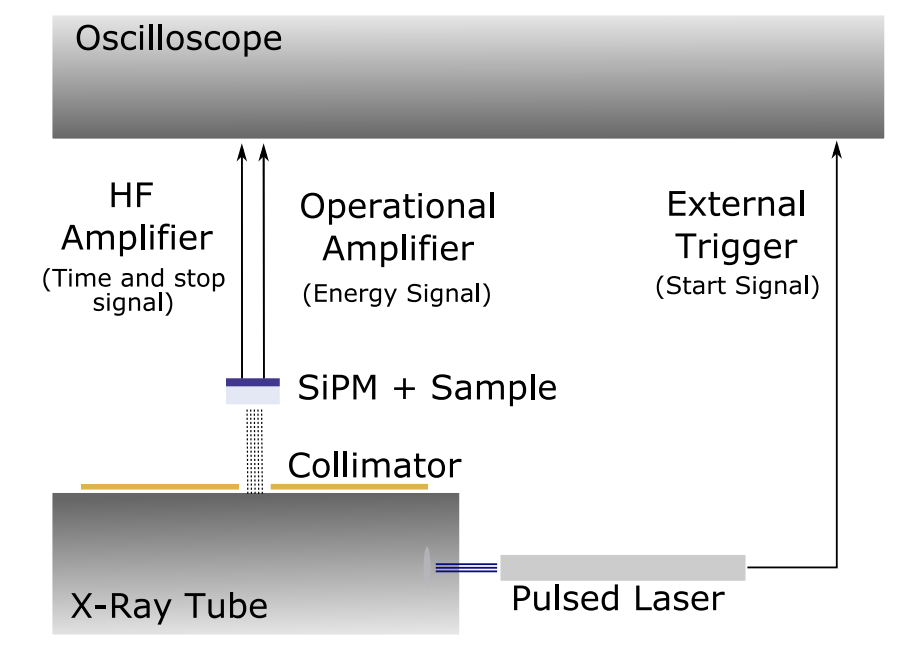 Oscilloscope
HF
Amplifier
(Time and stop
signal)
Operational
Amplifier
(Energy Signal)
External
Trigger
(Start Signal)
SiPM + Sample
Collimator
X-Ray Tube
Pulsed Laser